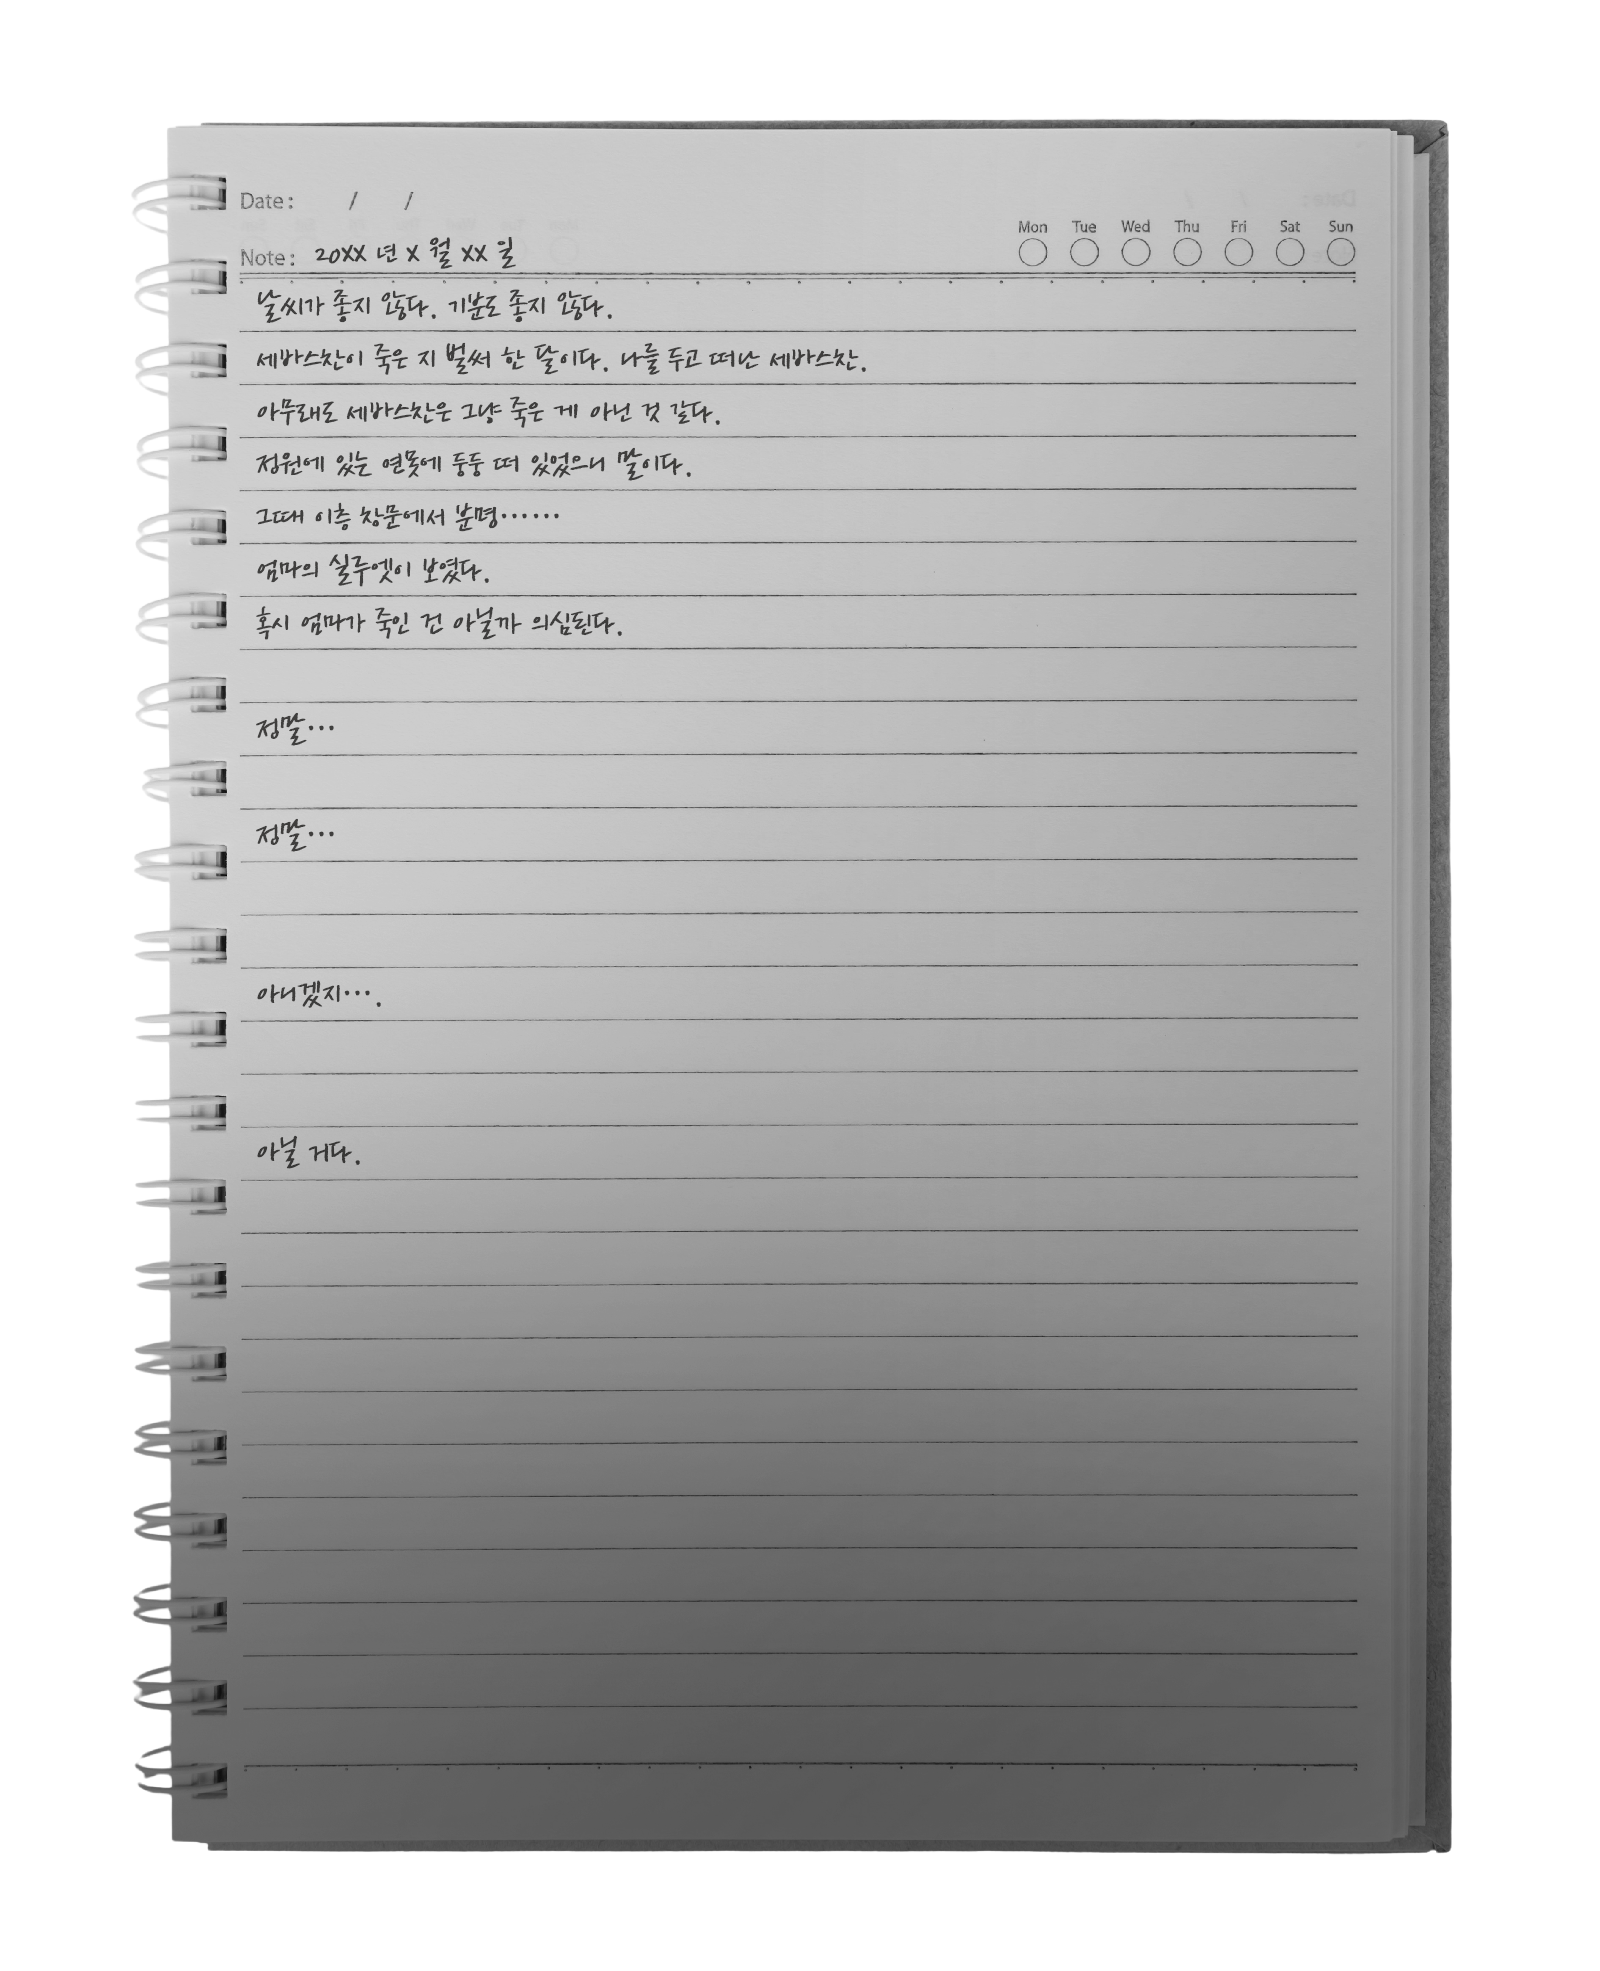 Date: / /
Mon Tue Wed Thu Fri Sat Sun
Note: 20XX 년 X 월 XX 일
날씨가 좋지 않다. 기분도 좋지 않다.
세바스찬이 죽은 지 벌써 한 달이다. 나를 두고 떠난 세바스찬.
아무래도 세바스찬은 그냥 죽은 게 아닌 것 같다.
정원에 있는 연못에 둥둥 떠 있었으니 말이다.
그때 이층 창문에서 분명……
엄마의 실루엣이 보였다.
혹시 엄마가 죽인 건 아닐까 의심된다.
정말…
정말…
아니겠지….
아닐 거다.